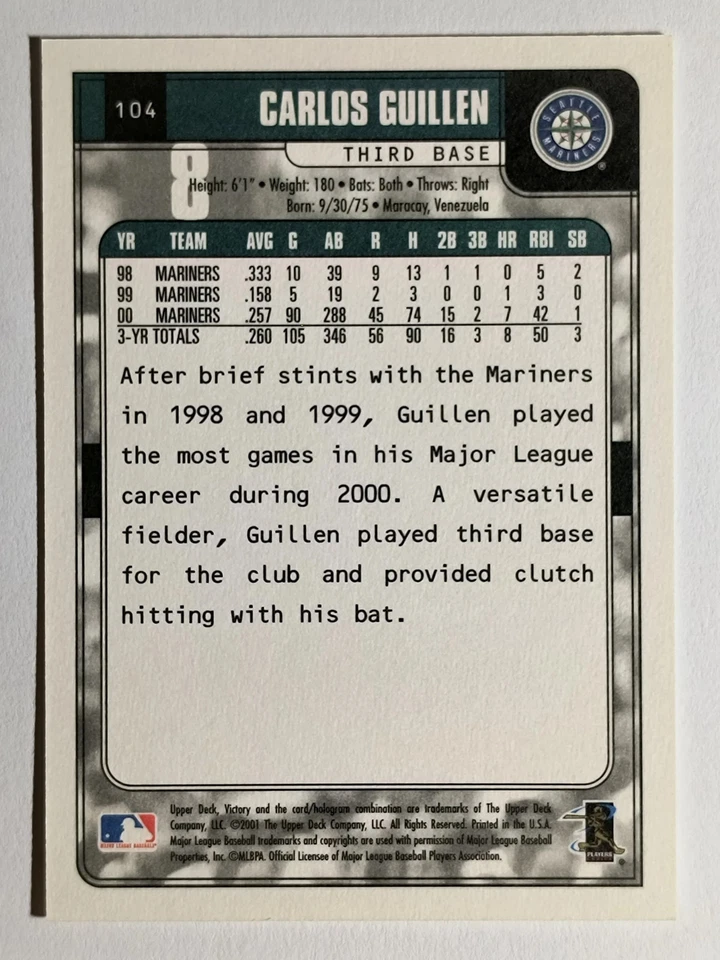 104
CARLOS GUILLEN
SEATTLE MARINERS
®
THIRD BASE
8
Height: 6'1" • Weight: 180 • Bats: Both • Throws: Right
Born: 9/30/75 • Maracay, Venezuela
YR TEAM AVG G AB R H 2B 3B HR RBI SB
98 MARINERS .333 10 39 9 13 1 1 0 5 2
99 MARINERS .158 5 19 2 3 0 0 1 3 0
00 MARINERS .257 90 288 45 74 15 2 7 42 1
3-YR TOTALS .260 105 346 56 90 16 3 8 50 3
After brief stints with the Mariners
in 1998 and 1999, Guillen played
the most games in his Major League
career during 2000. A versatile
fielder, Guillen played third base
for the club and provided clutch
hitting with his bat.
Upper Deck, Victory and the card/hologram combination are trademarks of The Upper Deck
Company, LLC. ©2001 The Upper Deck Company, LLC. All Rights Reserved. Printed in the U.S.A.
Major League Baseball trademarks and copyrights are used with permission of Major League Baseball
Properties, Inc. ©MLBPA. Official Licensee of Major League Baseball Players Association.
MAJOR LEAGUE BASEBALL
PLAYERS